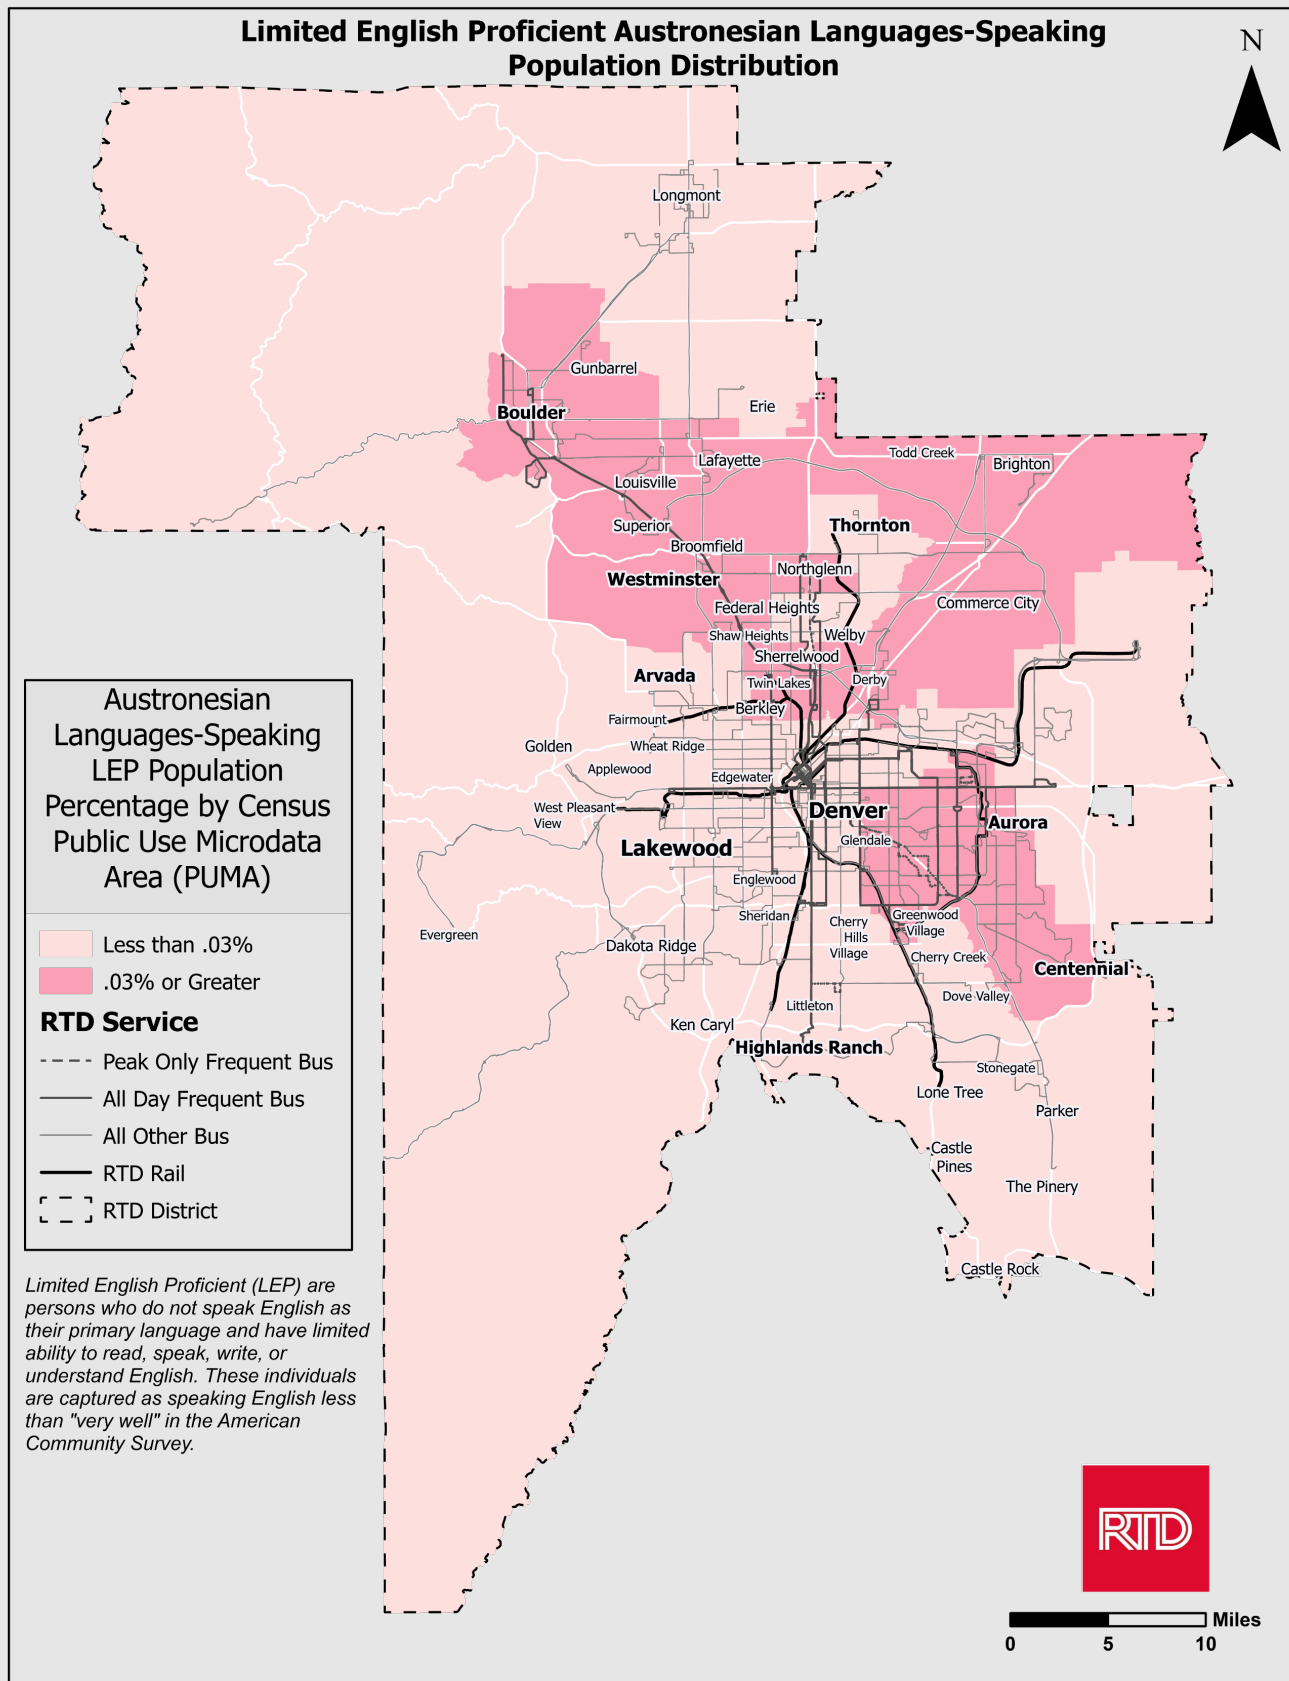 Limited English Proficient Austronesian Languages-Speaking
Population Distribution
N
Longmont
Gunbarrel
Erie
Boulder
Todd Creek
Lafayette
Brighton
Louisville
Superior
Thornton
Broomfield
Northglenn
Westminster
Federal Heights
Commerce City
Shaw Heights
Welby
Sherrelwood
Arvada
Twin Lakes
Derby
Berkley
Fairmount
Golden
Wheat Ridge
Applewood
Edgewater
West Pleasant
View
Denver
Aurora
Glendale
Lakewood
Englewood
Sheridan
Cherry
Hills
Village
Greenwood
Village
Evergreen
Dakota Ridge
Cherry Creek
Centennial
Dove Valley
Littleton
Ken Caryl
Highlands Ranch
Stonegate
Lone Tree
Parker
Castle
Pines
The Pinery
Castle Rock
Austronesian
Languages-Speaking
LEP Population
Percentage by Census
Public Use Microdata
Area (PUMA)
Less than .03%
.03% or Greater
RTD Service
Peak Only Frequent Bus
All Day Frequent Bus
All Other Bus
RTD Rail
RTD District
Limited English Proficient (LEP) are
persons who do not speak English as
their primary language and have limited
ability to read, speak, write, or
understand English. These individuals
are captured as speaking English less
than "very well" in the American
Community Survey.
RTD
Miles
0 5 10